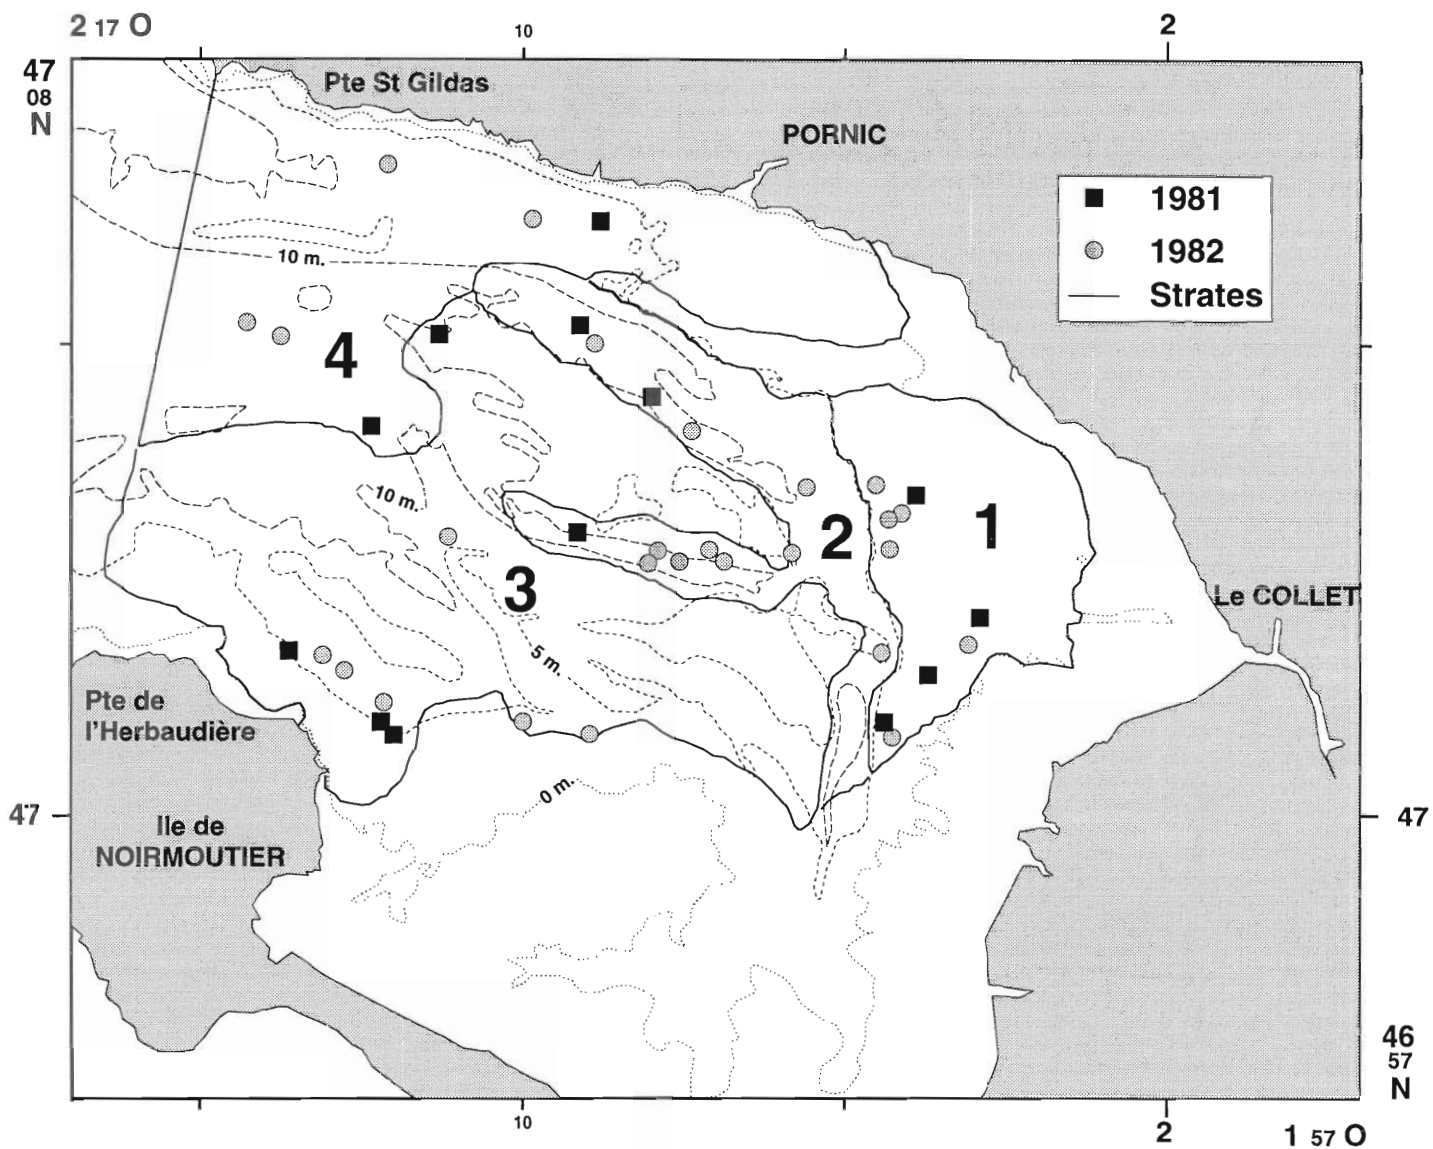 2 17 O
10
2
47
08
N
Pte St Gildas
PORNIC
1981
1982
Strates
10 m.
4
10 m.
2
1
3
Le COLLET
5 m.
Pte de
l'Herbaudière
0 m.
47
47
Ile de
NOIRMOUTIER
46
57
N
10
2
1 57 O